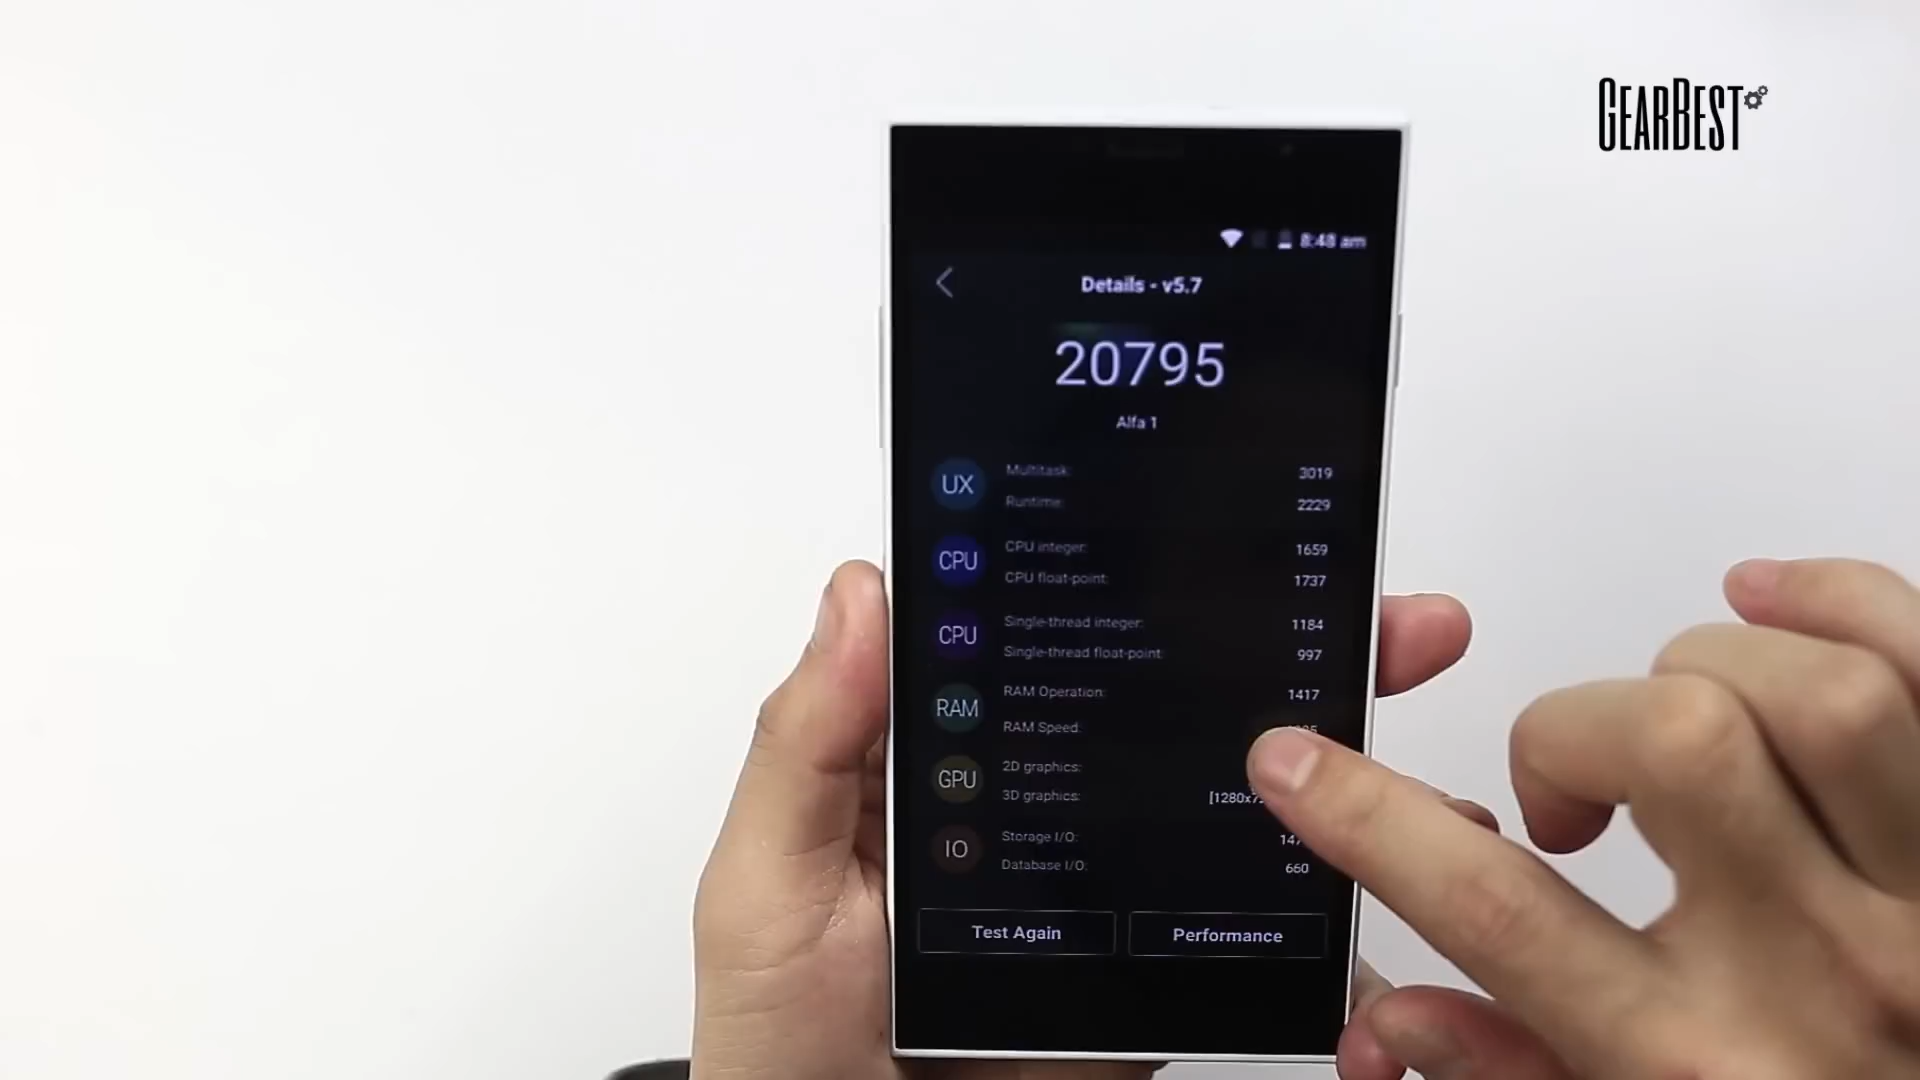 GEARBEST
8:48 am
Details - v5.7
20795
Alfa 1
UX
Multitask: 3019
Runtime: 2229
CPU
CPU integer: 1659
CPU float-point: 1737
CPU
Single-thread integer: 1184
Single-thread float-point: 997
RAM
RAM Operation: 1417
RAM Speed:
GPU
2D graphics:
3D graphics:
IO
Storage I/O:
Database I/O: 660
Test Again
Performance